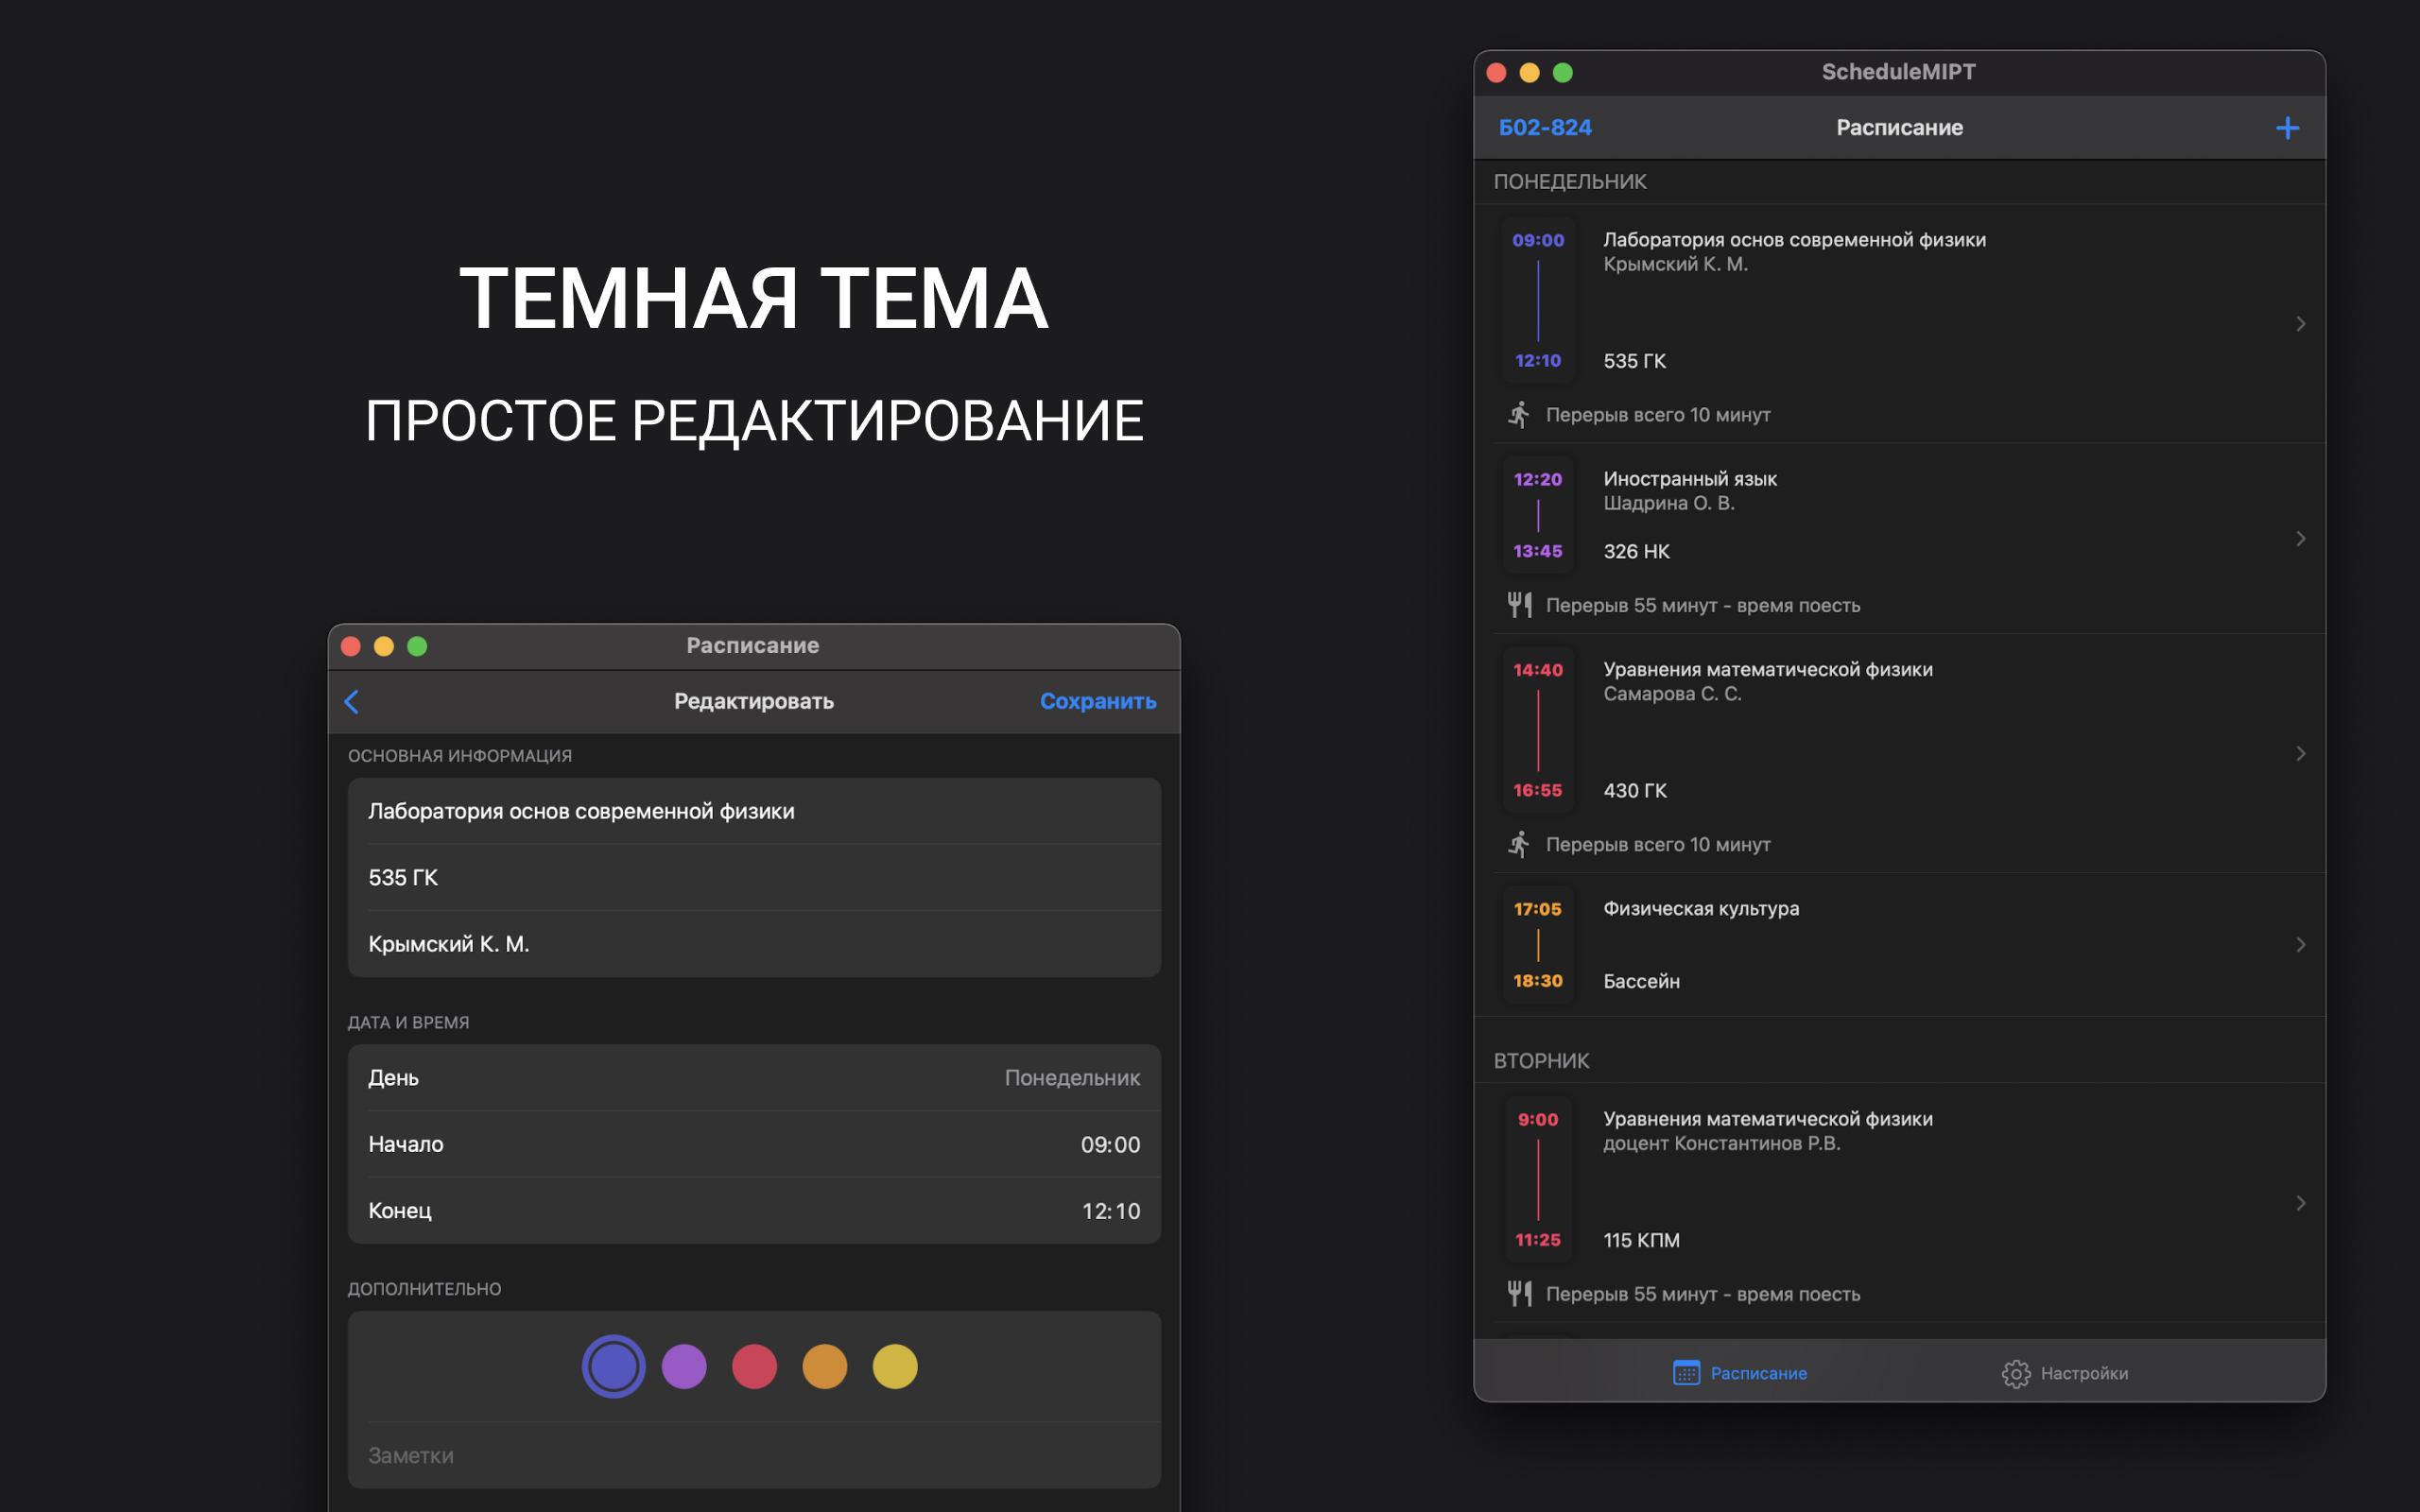 ТЕМНАЯ ТЕМА
ПРОСТОЕ РЕДАКТИРОВАНИЕ
Расписание
Редактировать
Сохранить
ОСНОВНАЯ ИНФОРМАЦИЯ
Лаборатория основ современной физики
535 ГК
Крымский К. М.
ДАТА И ВРЕМЯ
День
Понедельник
Начало
09:00
Конец
12:10
ДОПОЛНИТЕЛЬНО
Заметки
ScheduleMIPT
Б02-824
Расписание
ПОНЕДЕЛЬНИК
09:00
Лаборатория основ современной физики
Крымский К. М.
12:10
535 ГК
Перерыв всего 10 минут
12:20
Иностранный язык
Шадрина О. В.
13:45
326 НК
Перерыв 55 минут - время поесть
14:40
Уравнения математической физики
Самарова С. С.
16:55
430 ГК
Перерыв всего 10 минут
17:05
Физическая культура
18:30
Бассейн
ВТОРНИК
9:00
Уравнения математической физики
доцент Константинов Р.В.
11:25
115 КПМ
Перерыв 55 минут - время поесть
Расписание
Настройки